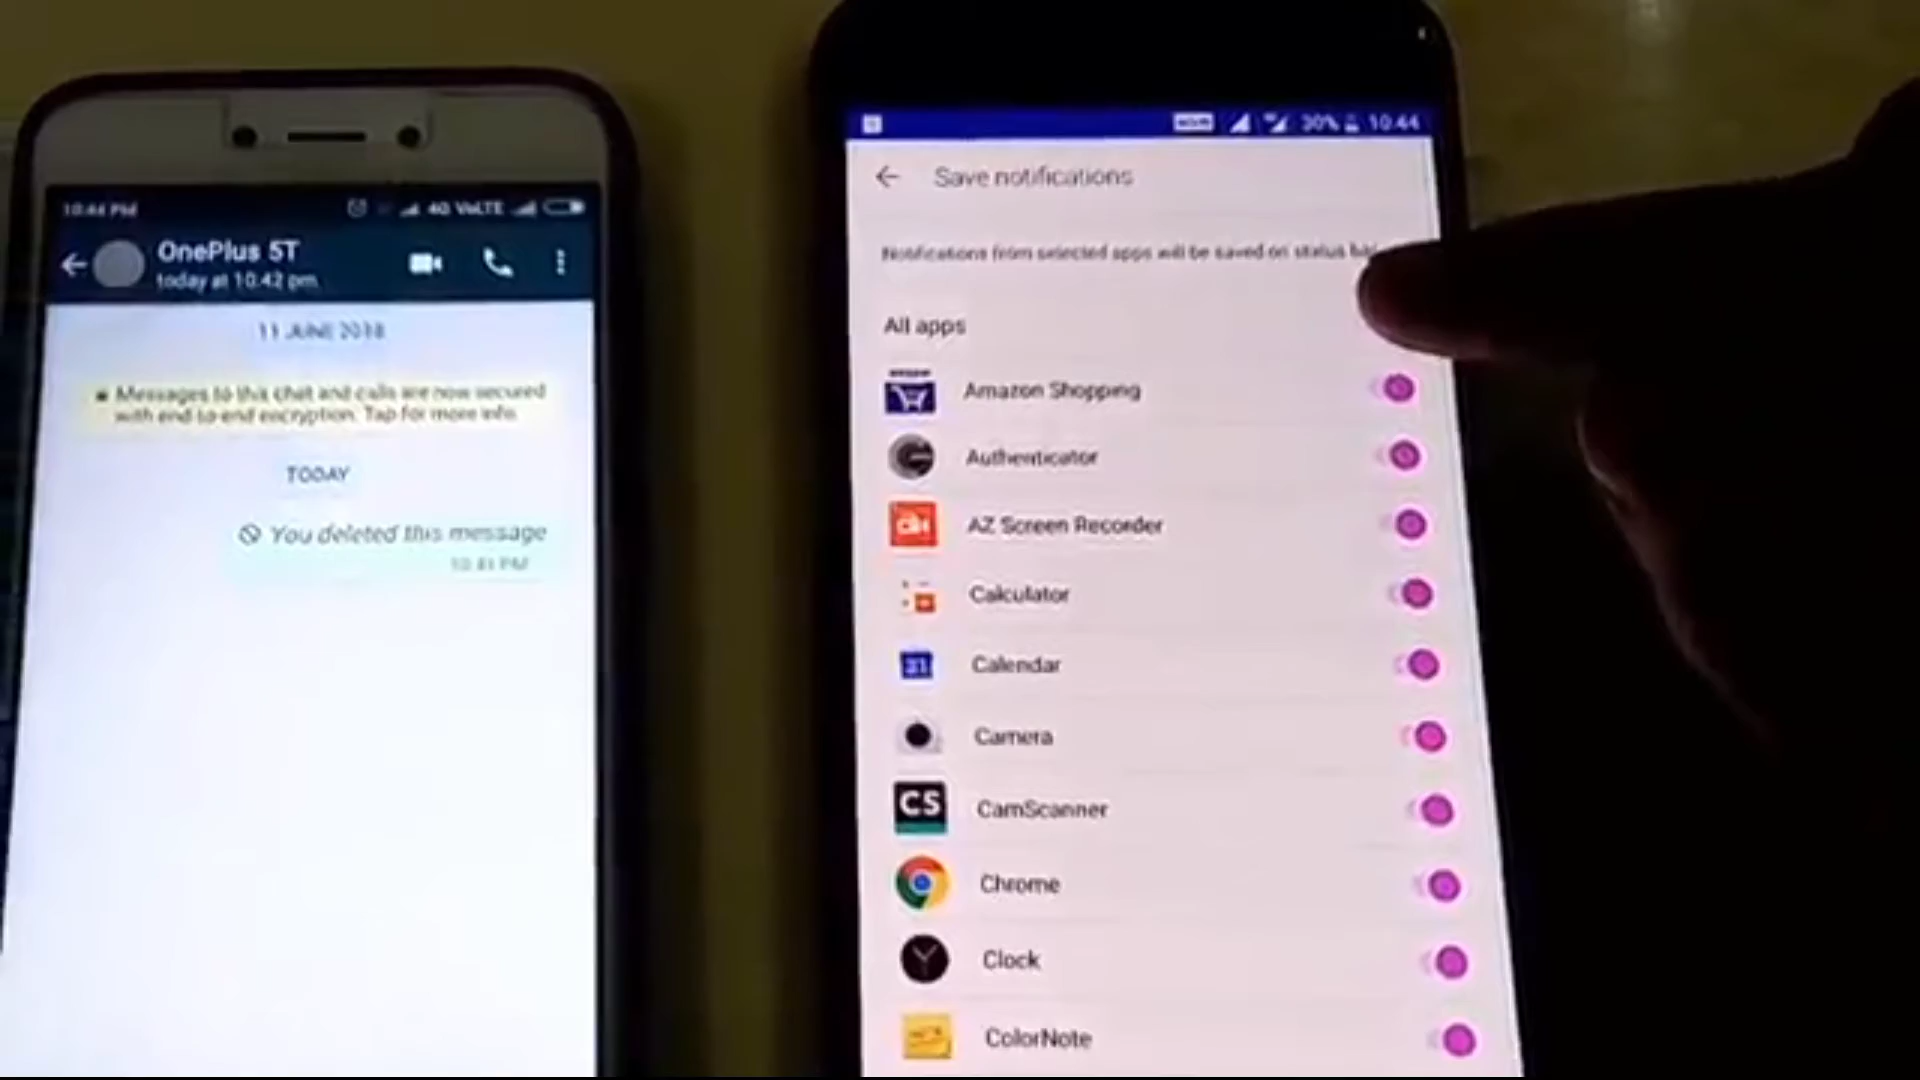 10:44 PM
4G VoLTE
OnePlus 5T
today at 10.42 pm
11 JUNE 2018
Messages to this chat and calls are now secured
with end-to-end encryption. Tap for more info.
TODAY
You deleted this message
10:41 PM
30% 10:44
Save notifications
Notifications from selected apps will be saved on status
All apps
Amazon Shopping
Authenticator
AZ Screen Recorder
Calculator
31
Calendar
Camera
CS
CamScanner
Chrome
Clock
ColorNote